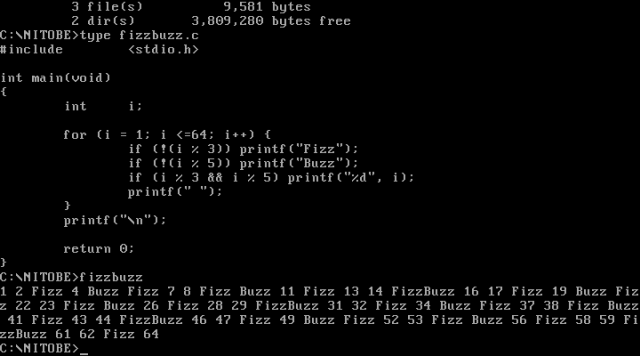 3 file(s)          9,581 bytes
        2 dir(s)       3,809,280 bytes free
C:\NITOBE>type fizzbuzz.c
#include        <stdio.h>

int main(void)
{
        int     i;

        for (i = 1; i <=64; i++) {
                if (!(i % 3)) printf("Fizz");
                if (!(i % 5)) printf("Buzz");
                if (i % 3 && i % 5) printf("%d", i);
                printf(" ");
        }
        printf("\n");

        return 0;
}
C:\NITOBE>fizzbuzz
1 2 Fizz 4 Buzz Fizz 7 8 Fizz Buzz 11 Fizz 13 14 FizzBuzz 16 17 Fizz 19 Buzz Fiz
z 22 23 Fizz Buzz 26 Fizz 28 29 FizzBuzz 31 32 Fizz 34 Buzz Fizz 37 38 Fizz Buzz
 41 Fizz 43 44 FizzBuzz 46 47 Fizz 49 Buzz Fizz 52 53 Fizz Buzz 56 Fizz 58 59 Fi
zzBuzz 61 62 Fizz 64
C:\NITOBE>_